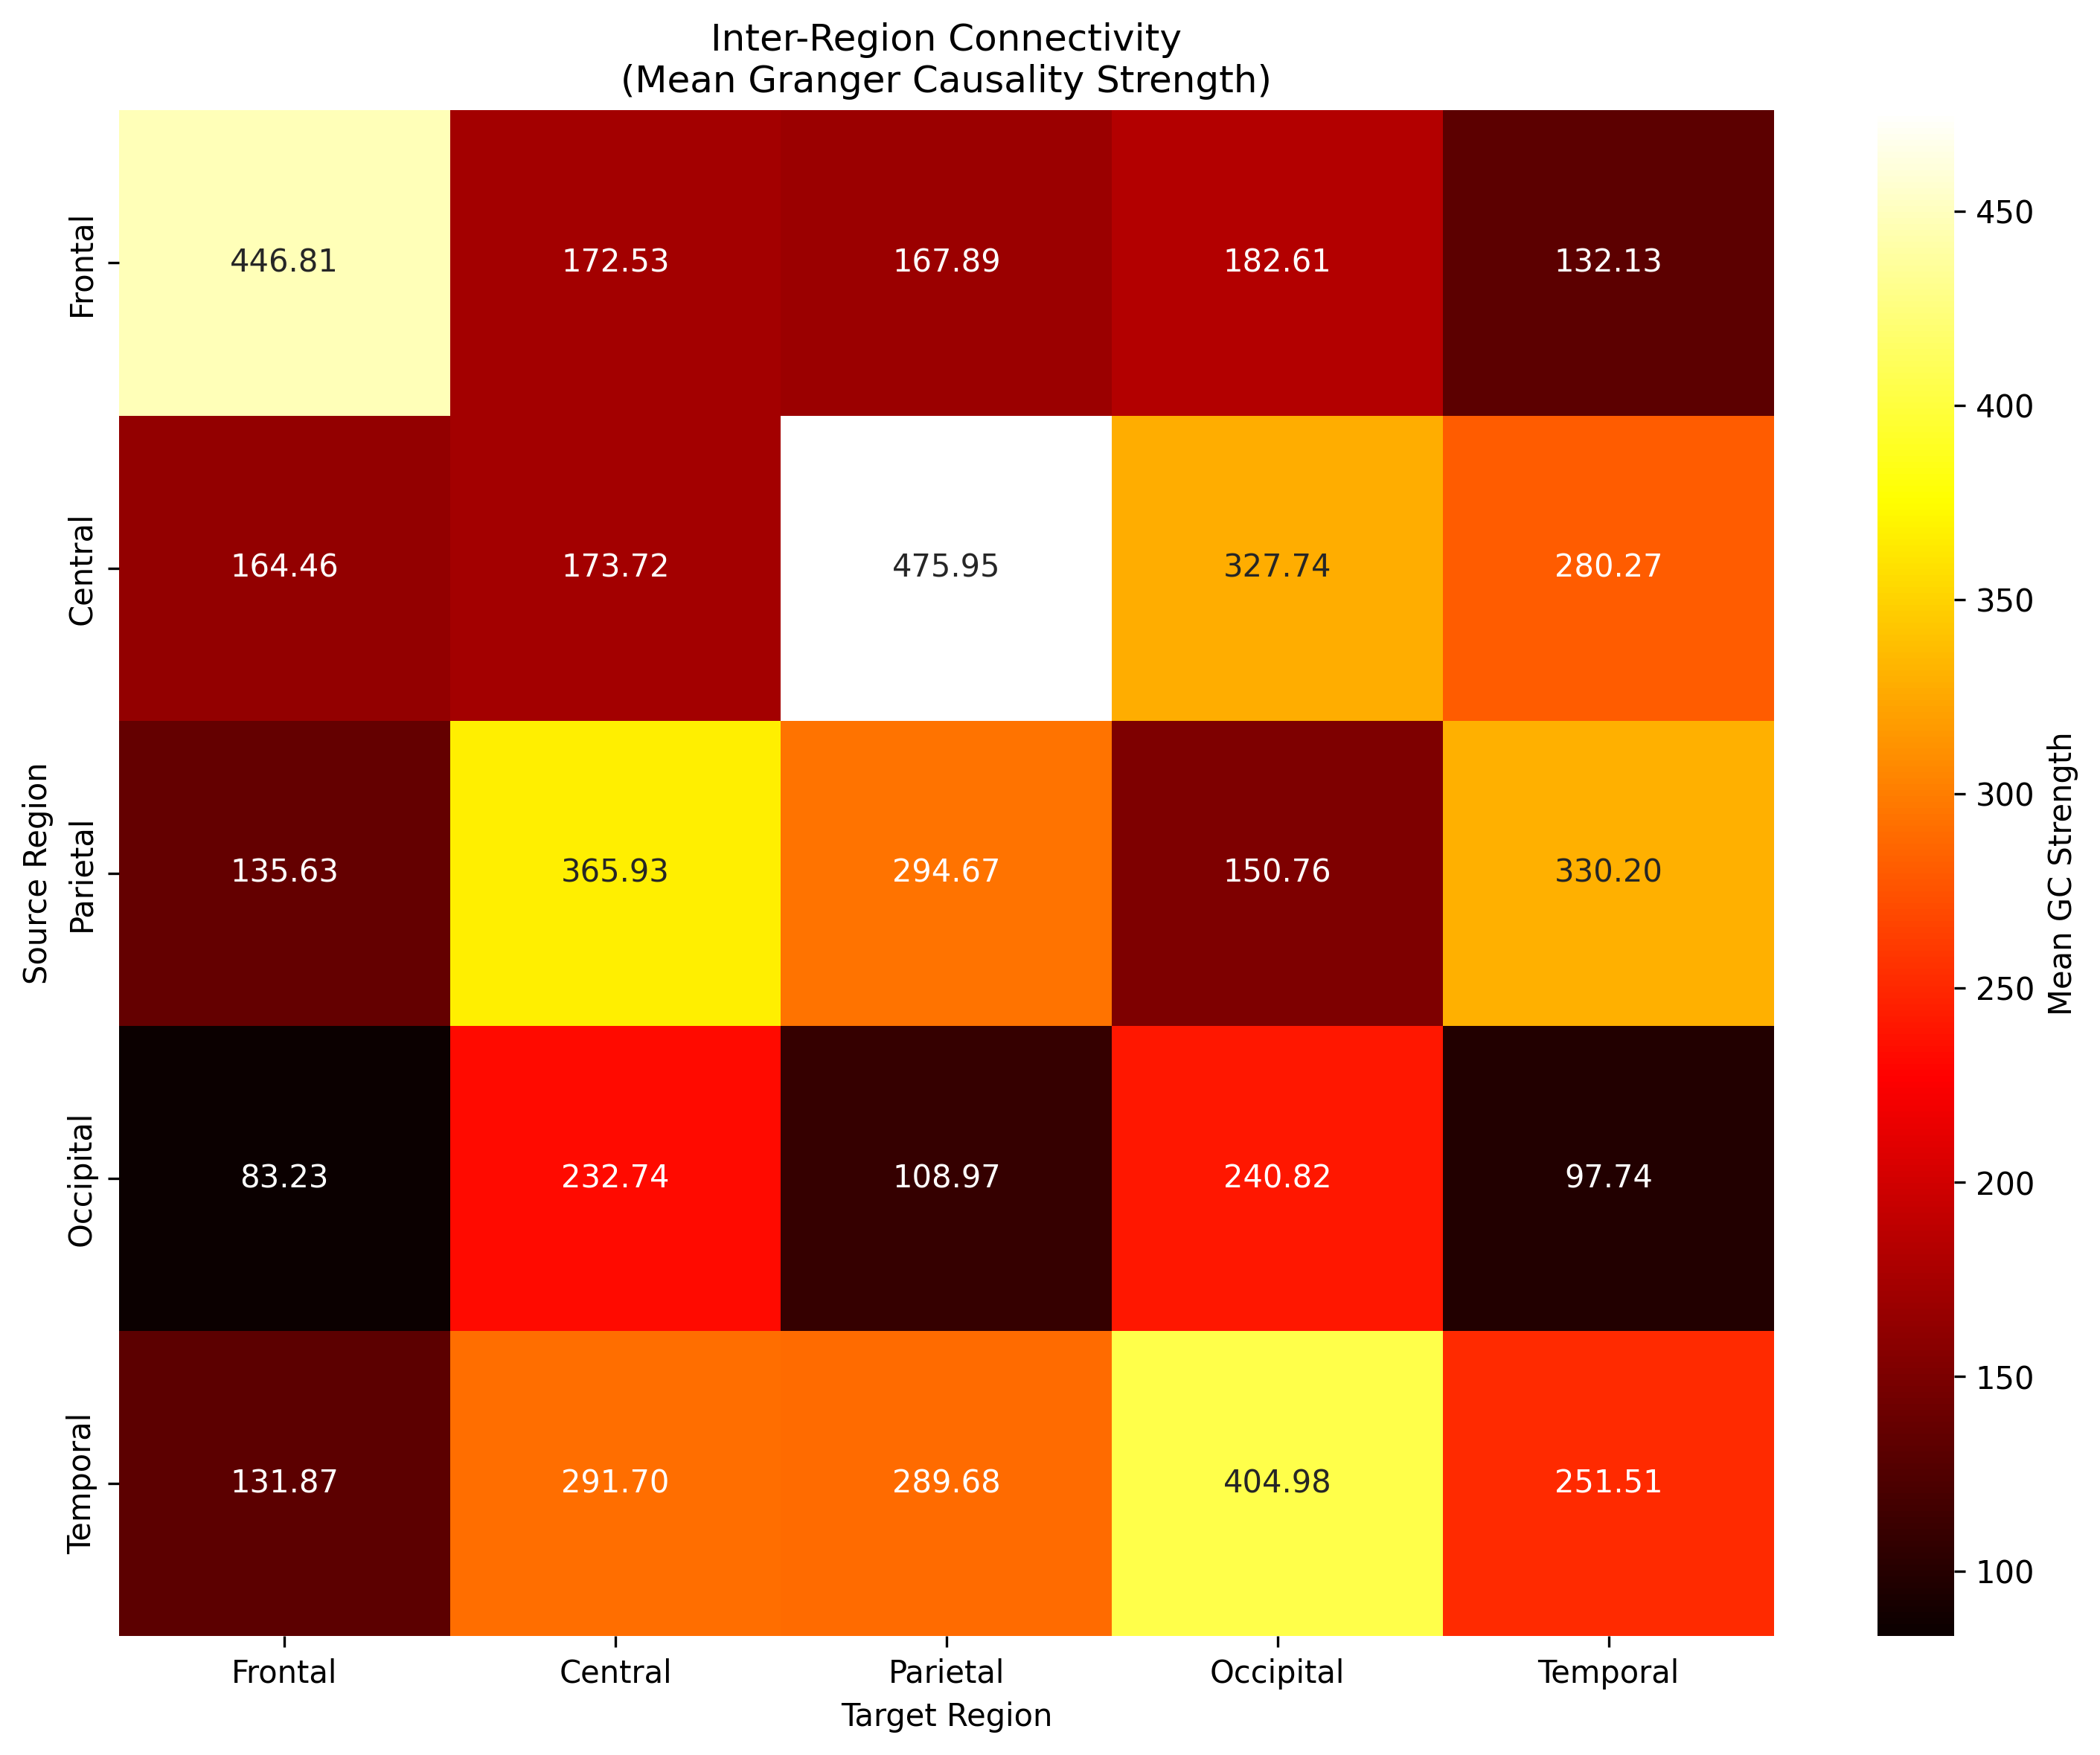 Inter-Region Connectivity
(Mean Granger Causality Strength)
Source Region
Frontal
446.81 172.53 167.89 182.61 132.13
Central
164.46 173.72 475.95 327.74 280.27
Parietal
135.63 365.93 294.67 150.76 330.20
Occipital
83.23 232.74 108.97 240.82 97.74
Temporal
131.87 291.70 289.68 404.98 251.51
Frontal Central Parietal Occipital Temporal
Target Region
450
400
350
300
250
200
150
100
Mean GC Strength